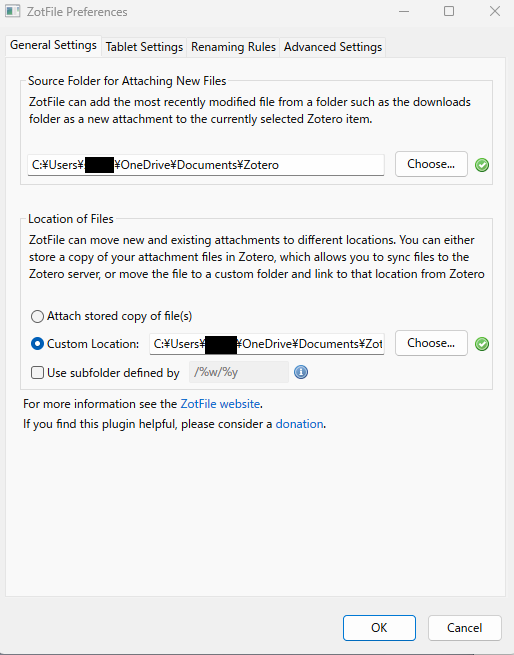 ZotFile Preferences
General Settings Tablet Settings Renaming Rules Advanced Settings
Source Folder for Attaching New Files
ZotFile can add the most recently modified file from a folder such as the downloads
folder as a new attachment to the currently selected Zotero item.
C:¥Users¥ ¥OneDrive¥Documents¥Zotero Choose...
Location of Files
ZotFile can move new and existing attachments to different locations. You can either
store a copy of your attachment files in Zotero, which allows you to sync files to the
Zotero server, or move the file to a custom folder and link to that location from Zotero
Attach stored copy of file(s)
Custom Location: C:¥Users¥ ¥OneDrive¥Documents¥Zot Choose...
Use subfolder defined by /%w/%y
For more information see the ZotFile website.
If you find this plugin helpful, please consider a donation.
OK Cancel